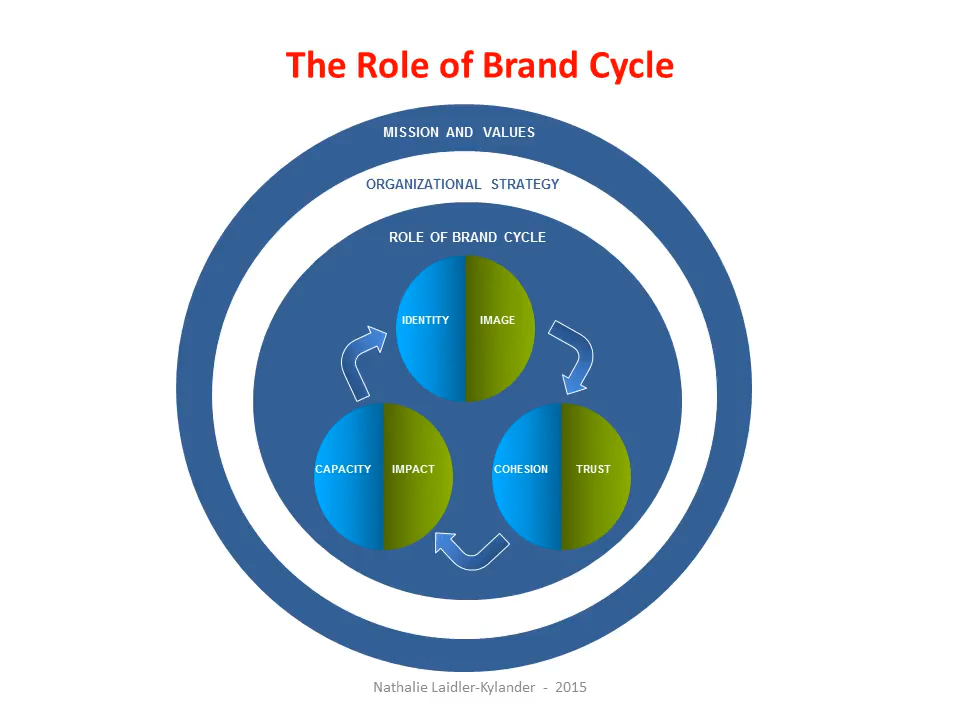 The Role of Brand Cycle
MISSION AND VALUES
ORGANIZATIONAL STRATEGY
ROLE OF BRAND CYCLE
IDENTITY IMAGE
CAPACITY IMPACT COHESION TRUST
Nathalie Laidler-Kylander - 2015